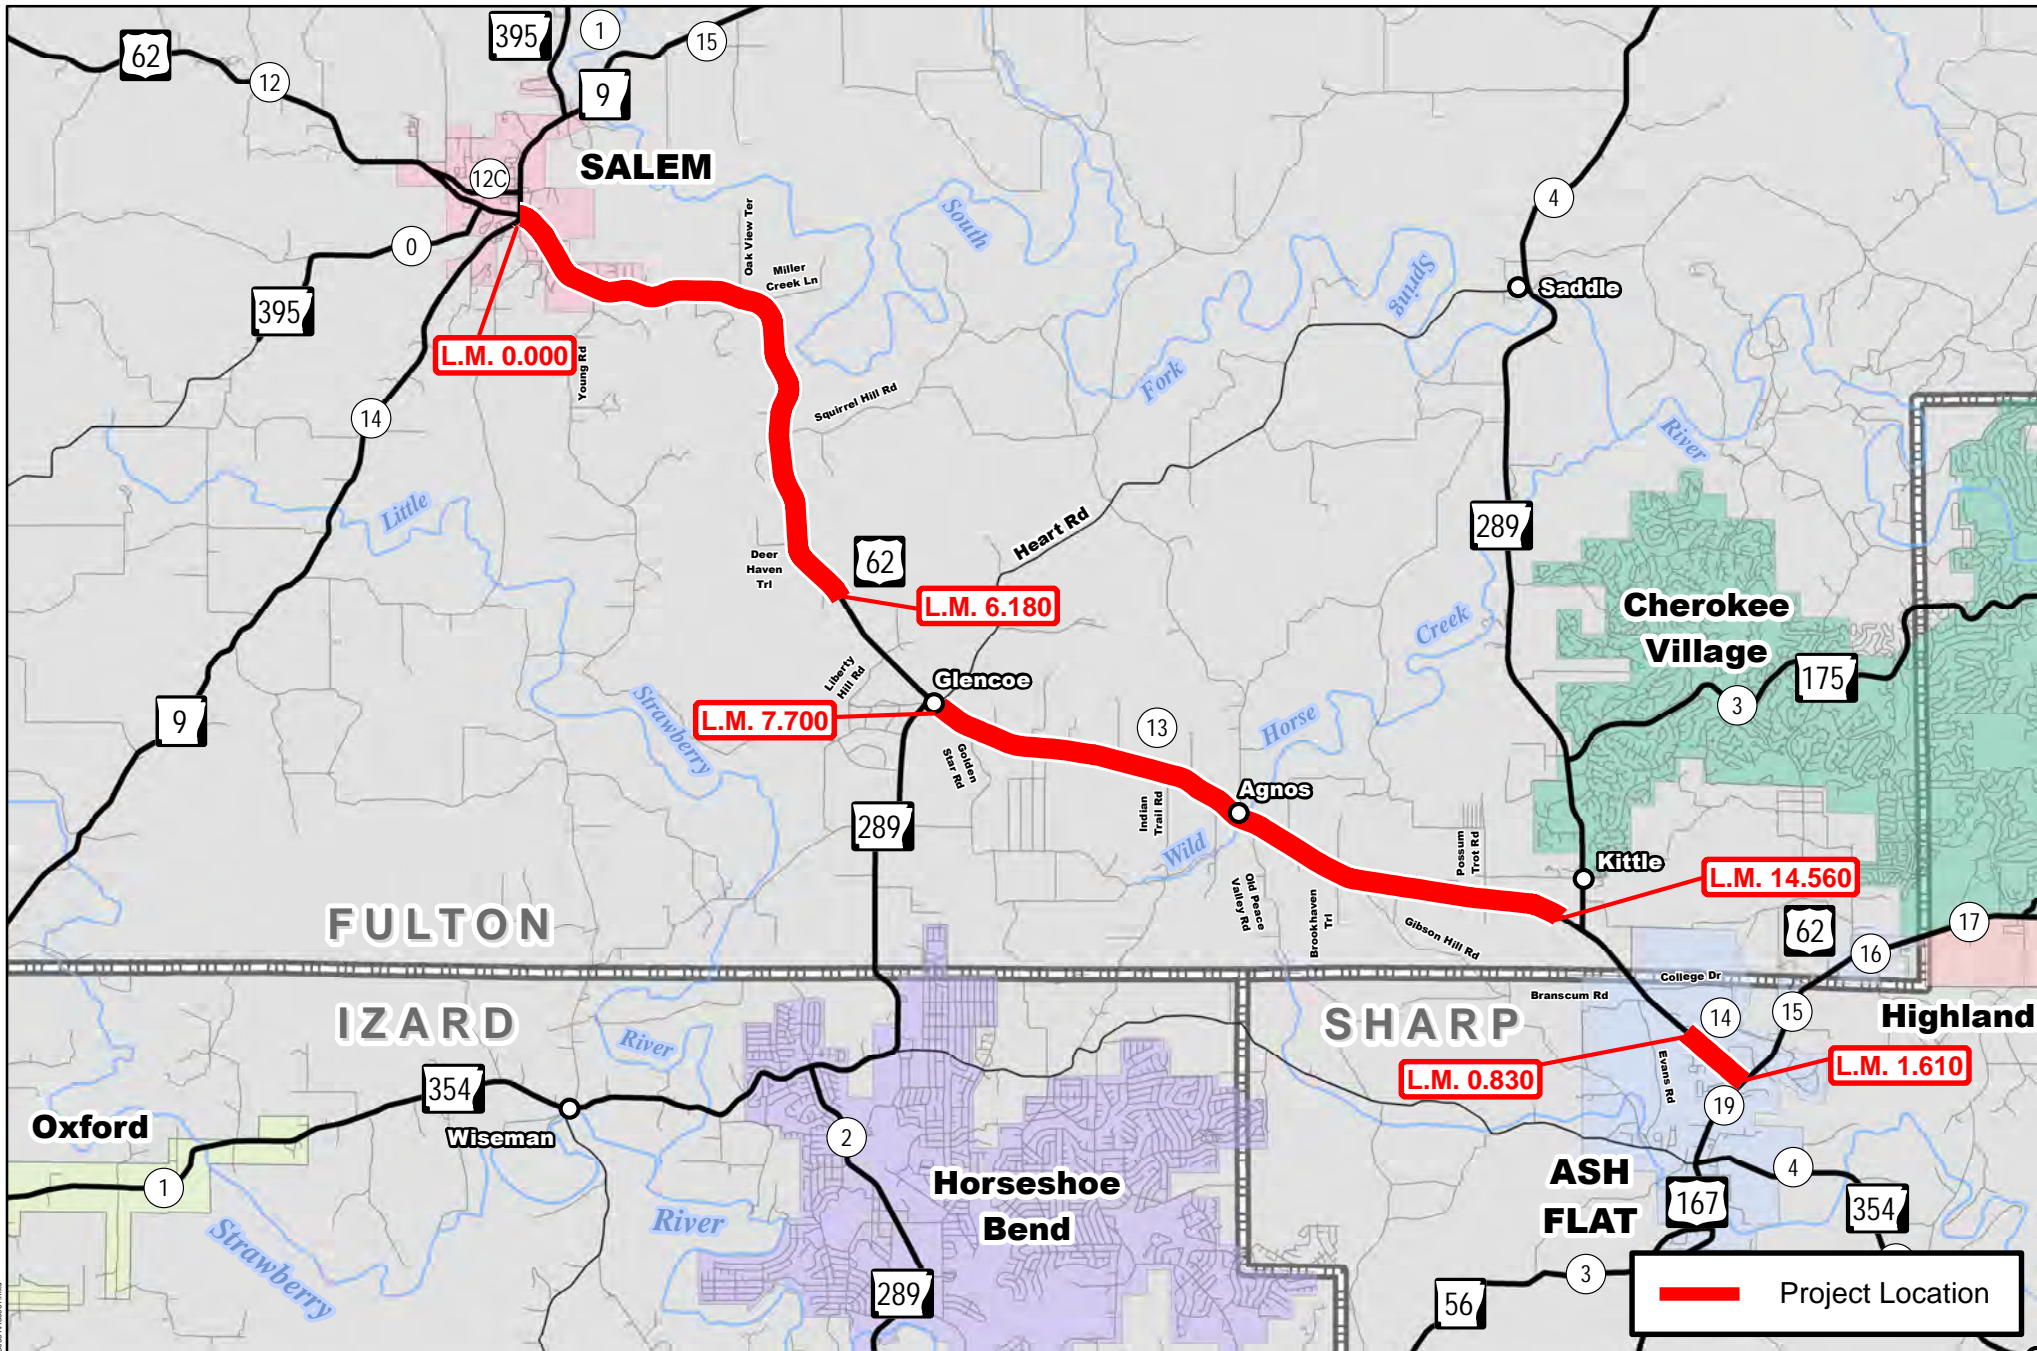 395
1
15
62
12
9
SALEM
12C
0
395
L.M. 0.000
14
Young Rd
Oak View Ter
Miller
Creek Ln
South
Fork
Spring
River
4
Saddle
Squirrel Hill Rd
Little
Heart Rd
289
Deer
Haven
Trl
62
L.M. 6.180
Creek
Cherokee
Village
175
3
Liberty
Hill Rd
Glencoe
L.M. 7.700
9
Strawberry
Golden
Star Rd
13
Horse
Agnos
Indian
Trail Rd
Wild
289
Possum
Trot Rd
Kittle
L.M. 14.560
Old Peace
Valley Rd
Brookhaven
Trl
Gibson Hill Rd
62
17
16
FULTON
College Dr
Branscum Rd
IZARD
SHARP
14
15
Highland
River
L.M. 0.830
Evans Rd
L.M. 1.610
354
19
Oxford
Wiseman
2
1
Horseshoe
Bend
ASH
FLAT
4
167
354
River
Strawberry
289
56
3
Project Location